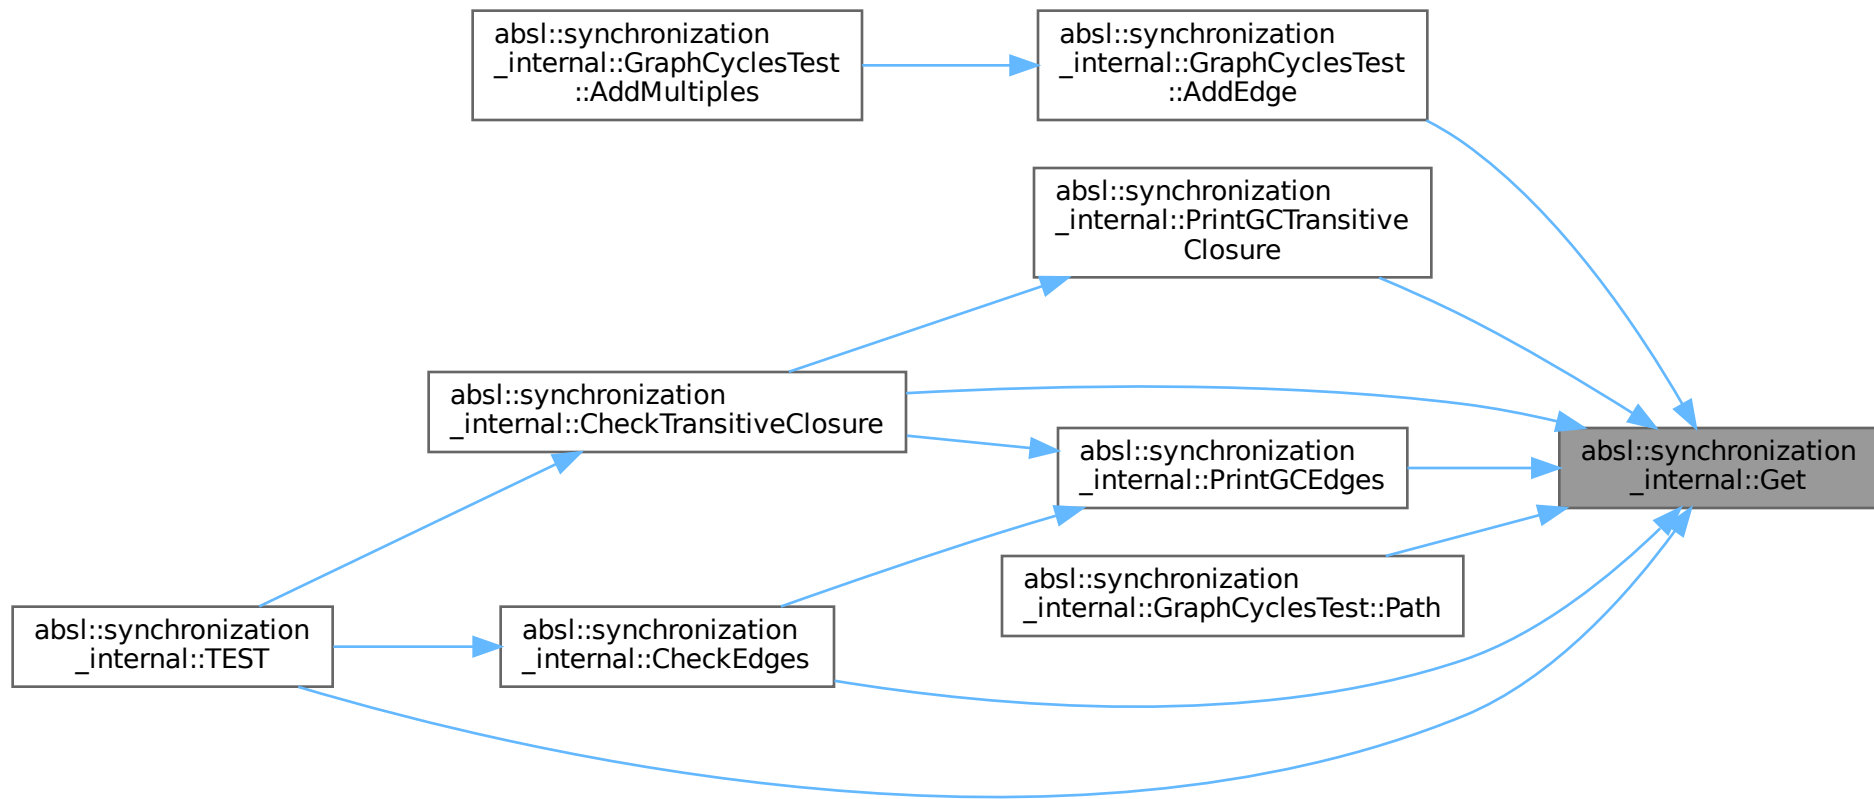 absl::synchronization
_internal::GraphCyclesTest
::AddMultiples
absl::synchronization
_internal::GraphCyclesTest
::AddEdge
absl::synchronization
_internal::PrintGCTransitive
Closure
absl::synchronization
_internal::CheckTransitiveClosure
absl::synchronization
_internal::PrintGCEdges
absl::synchronization
_internal::Get
absl::synchronization
_internal::GraphCyclesTest::Path
absl::synchronization
_internal::TEST
absl::synchronization
_internal::CheckEdges